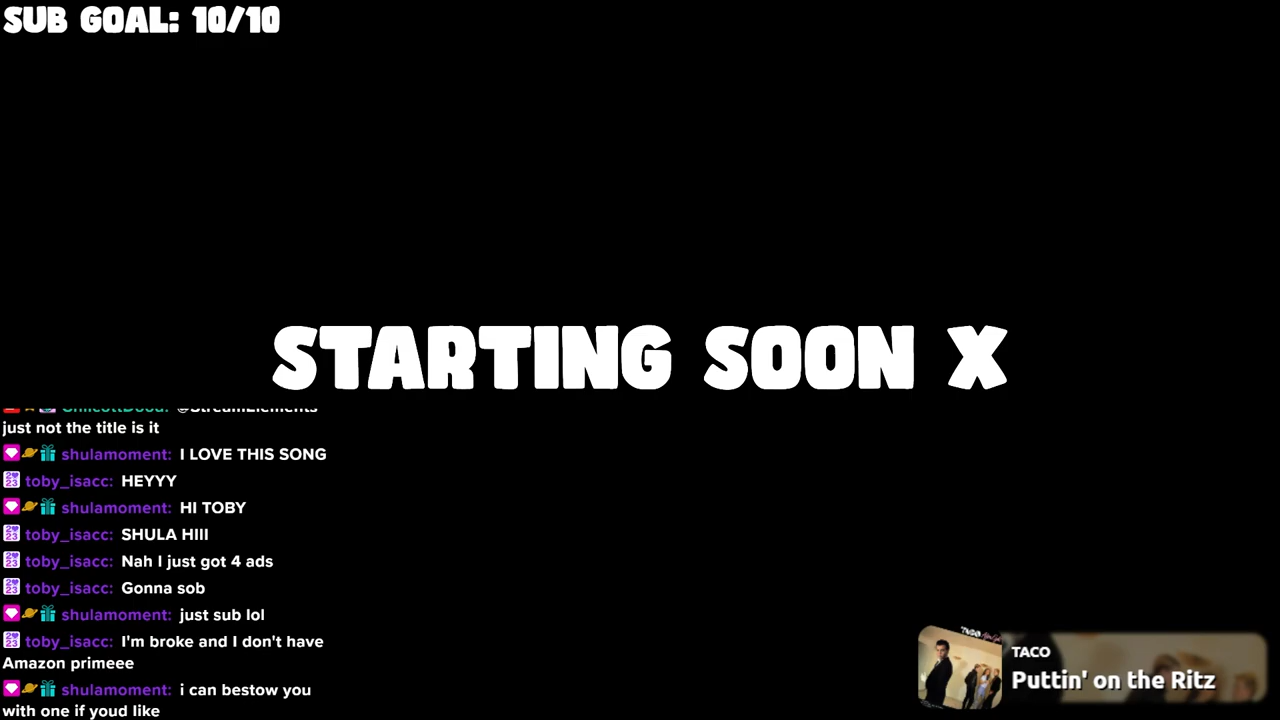 SUB GOAL: 10/10
STARTING SOON X
ChillcottDood: @StreamElements
just not the title is it
shulamoment: I LOVE THIS SONG
toby_isacc: HEYYY
shulamoment: HI TOBY
toby_isacc: SHULA HIII
toby_isacc: Nah I just got 4 ads
toby_isacc: Gonna sob
shulamoment: just sub lol
toby_isacc: I'm broke and I don't have
Amazon primeee
shulamoment: i can bestow you
with one if youd like
TACO
Puttin' on the Ritz